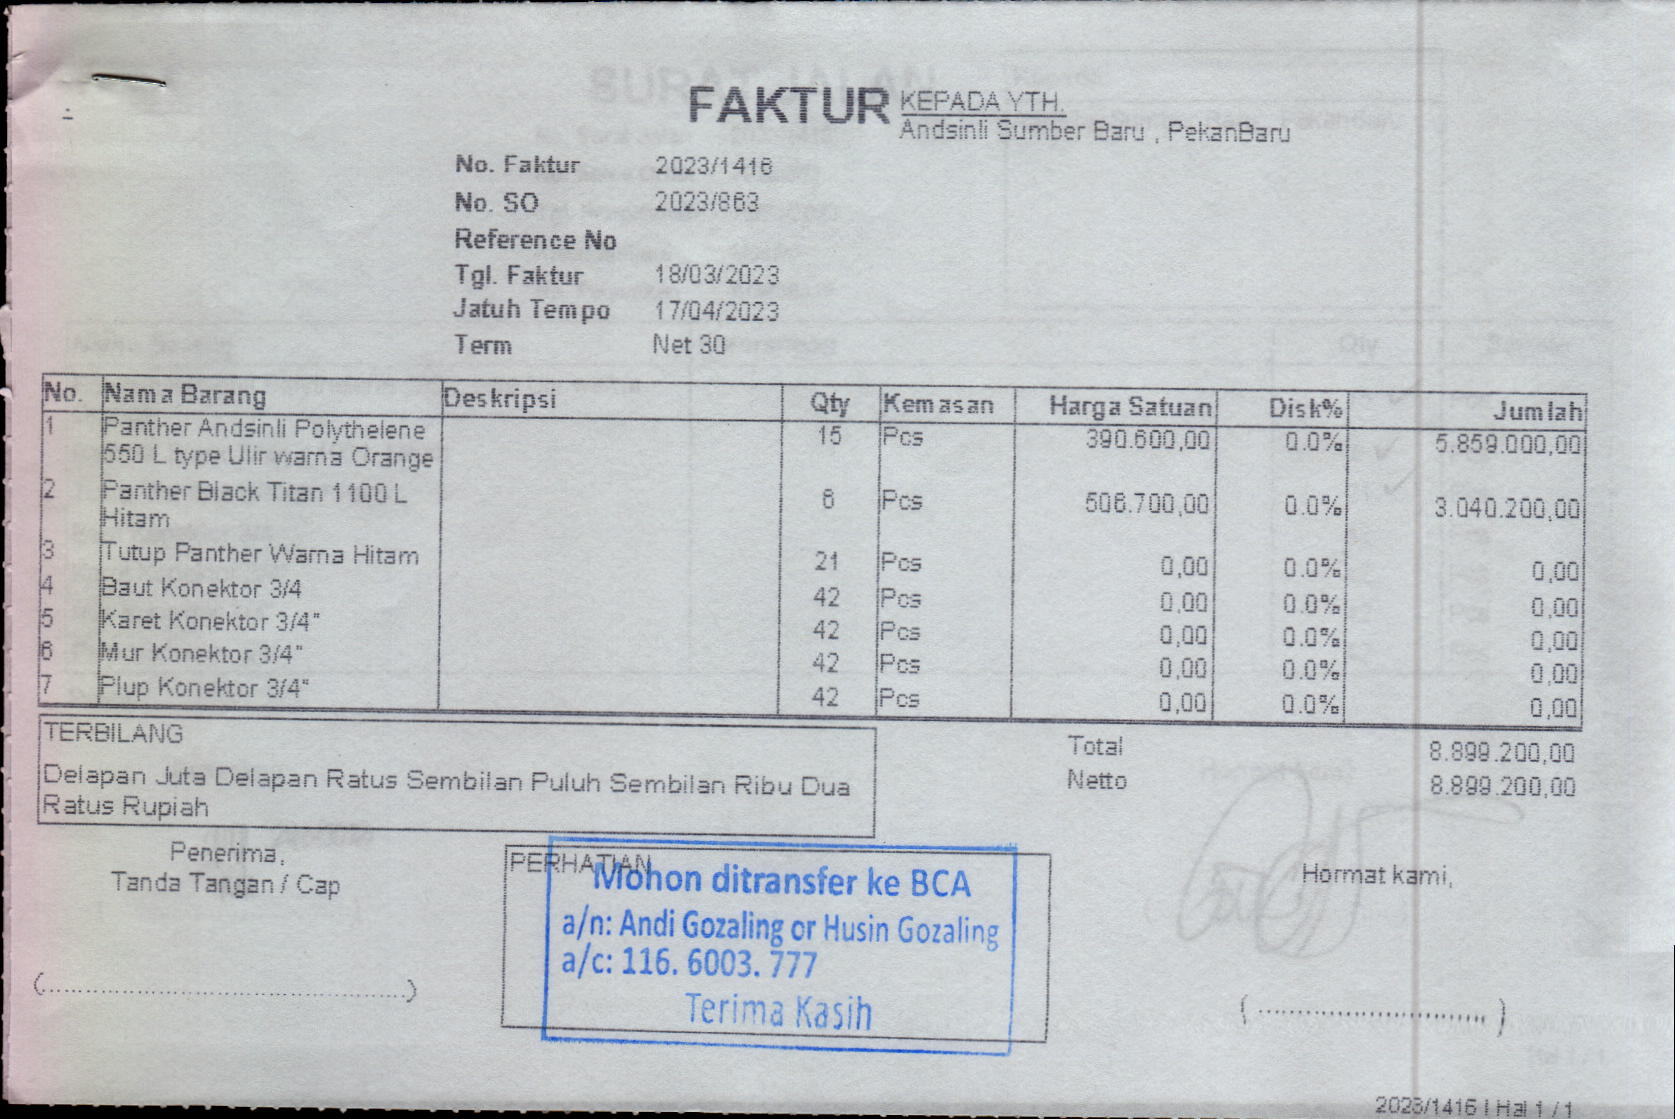 FAKTUR
KEPADA YTH.
Andsinli Sumber Baru , PekanBaru
No. Faktur 2023/1416
No. SO 2023/863
Reference No
Tgl. Faktur 18/03/2023
Jatuh Tempo 17/04/2023
Term Net 30
No. Nama Barang Deskripsi Qty Kemasan Harga Satuan Disk% Jumlah
1 Panther Andsinli Polythelene 15 Pcs 390.600,00 0.0% 5.859.000,00
550 L type Ulir warna Orange
2 Panther Black Titan 1100 L 6 Pcs 506.700,00 0.0% 3.040.200,00
Hitam
3 Tutup Panther Warna Hitam 21 Pcs 0,00 0.0% 0,00
4 Baut Konektor 3/4 42 Pcs 0,00 0.0% 0,00
5 Karet Konektor 3/4" 42 Pcs 0,00 0.0% 0,00
6 Mur Konektor 3/4" 42 Pcs 0,00 0.0% 0,00
7 Plup Konektor 3/4" 42 Pcs 0,00 0.0% 0,00
TERBILANG
Delapan Juta Delapan Ratus Sembilan Puluh Sembilan Ribu Dua
Ratus Rupiah
Total 8.899.200,00
Netto 8.899.200,00
Penerima,
Tanda Tangan / Cap
PERHATIAN
Mohon ditransfer ke BCA
a/n: Andi Gozaling or Husin Gozaling
a/c: 116. 6003. 777
Terima Kasih
Hormat kami,
(........................................)
(.............................)
2023/1416 | Hal 1 / 1